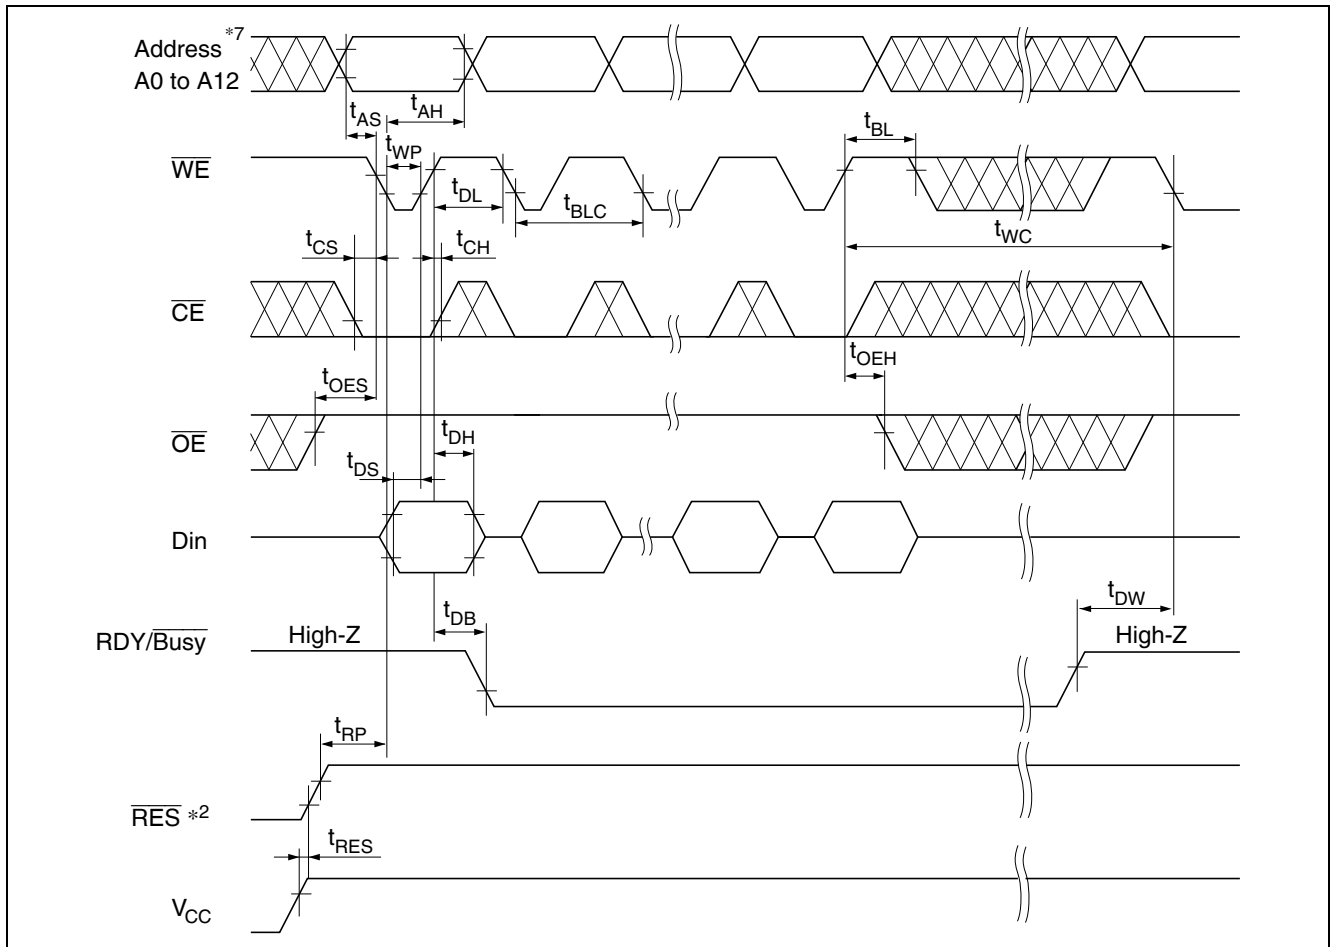 Address *7
A0 to A12
tAS
tAH
tWP
tBL
WE
tDL
tBLC
tWC
tCS
tCH
CE
tOES
tOEH
OE
tDH
tDS
Din
tDB
tDW
RDY/Busy
High-Z
High-Z
tRP
RES *2
tRES
VCC